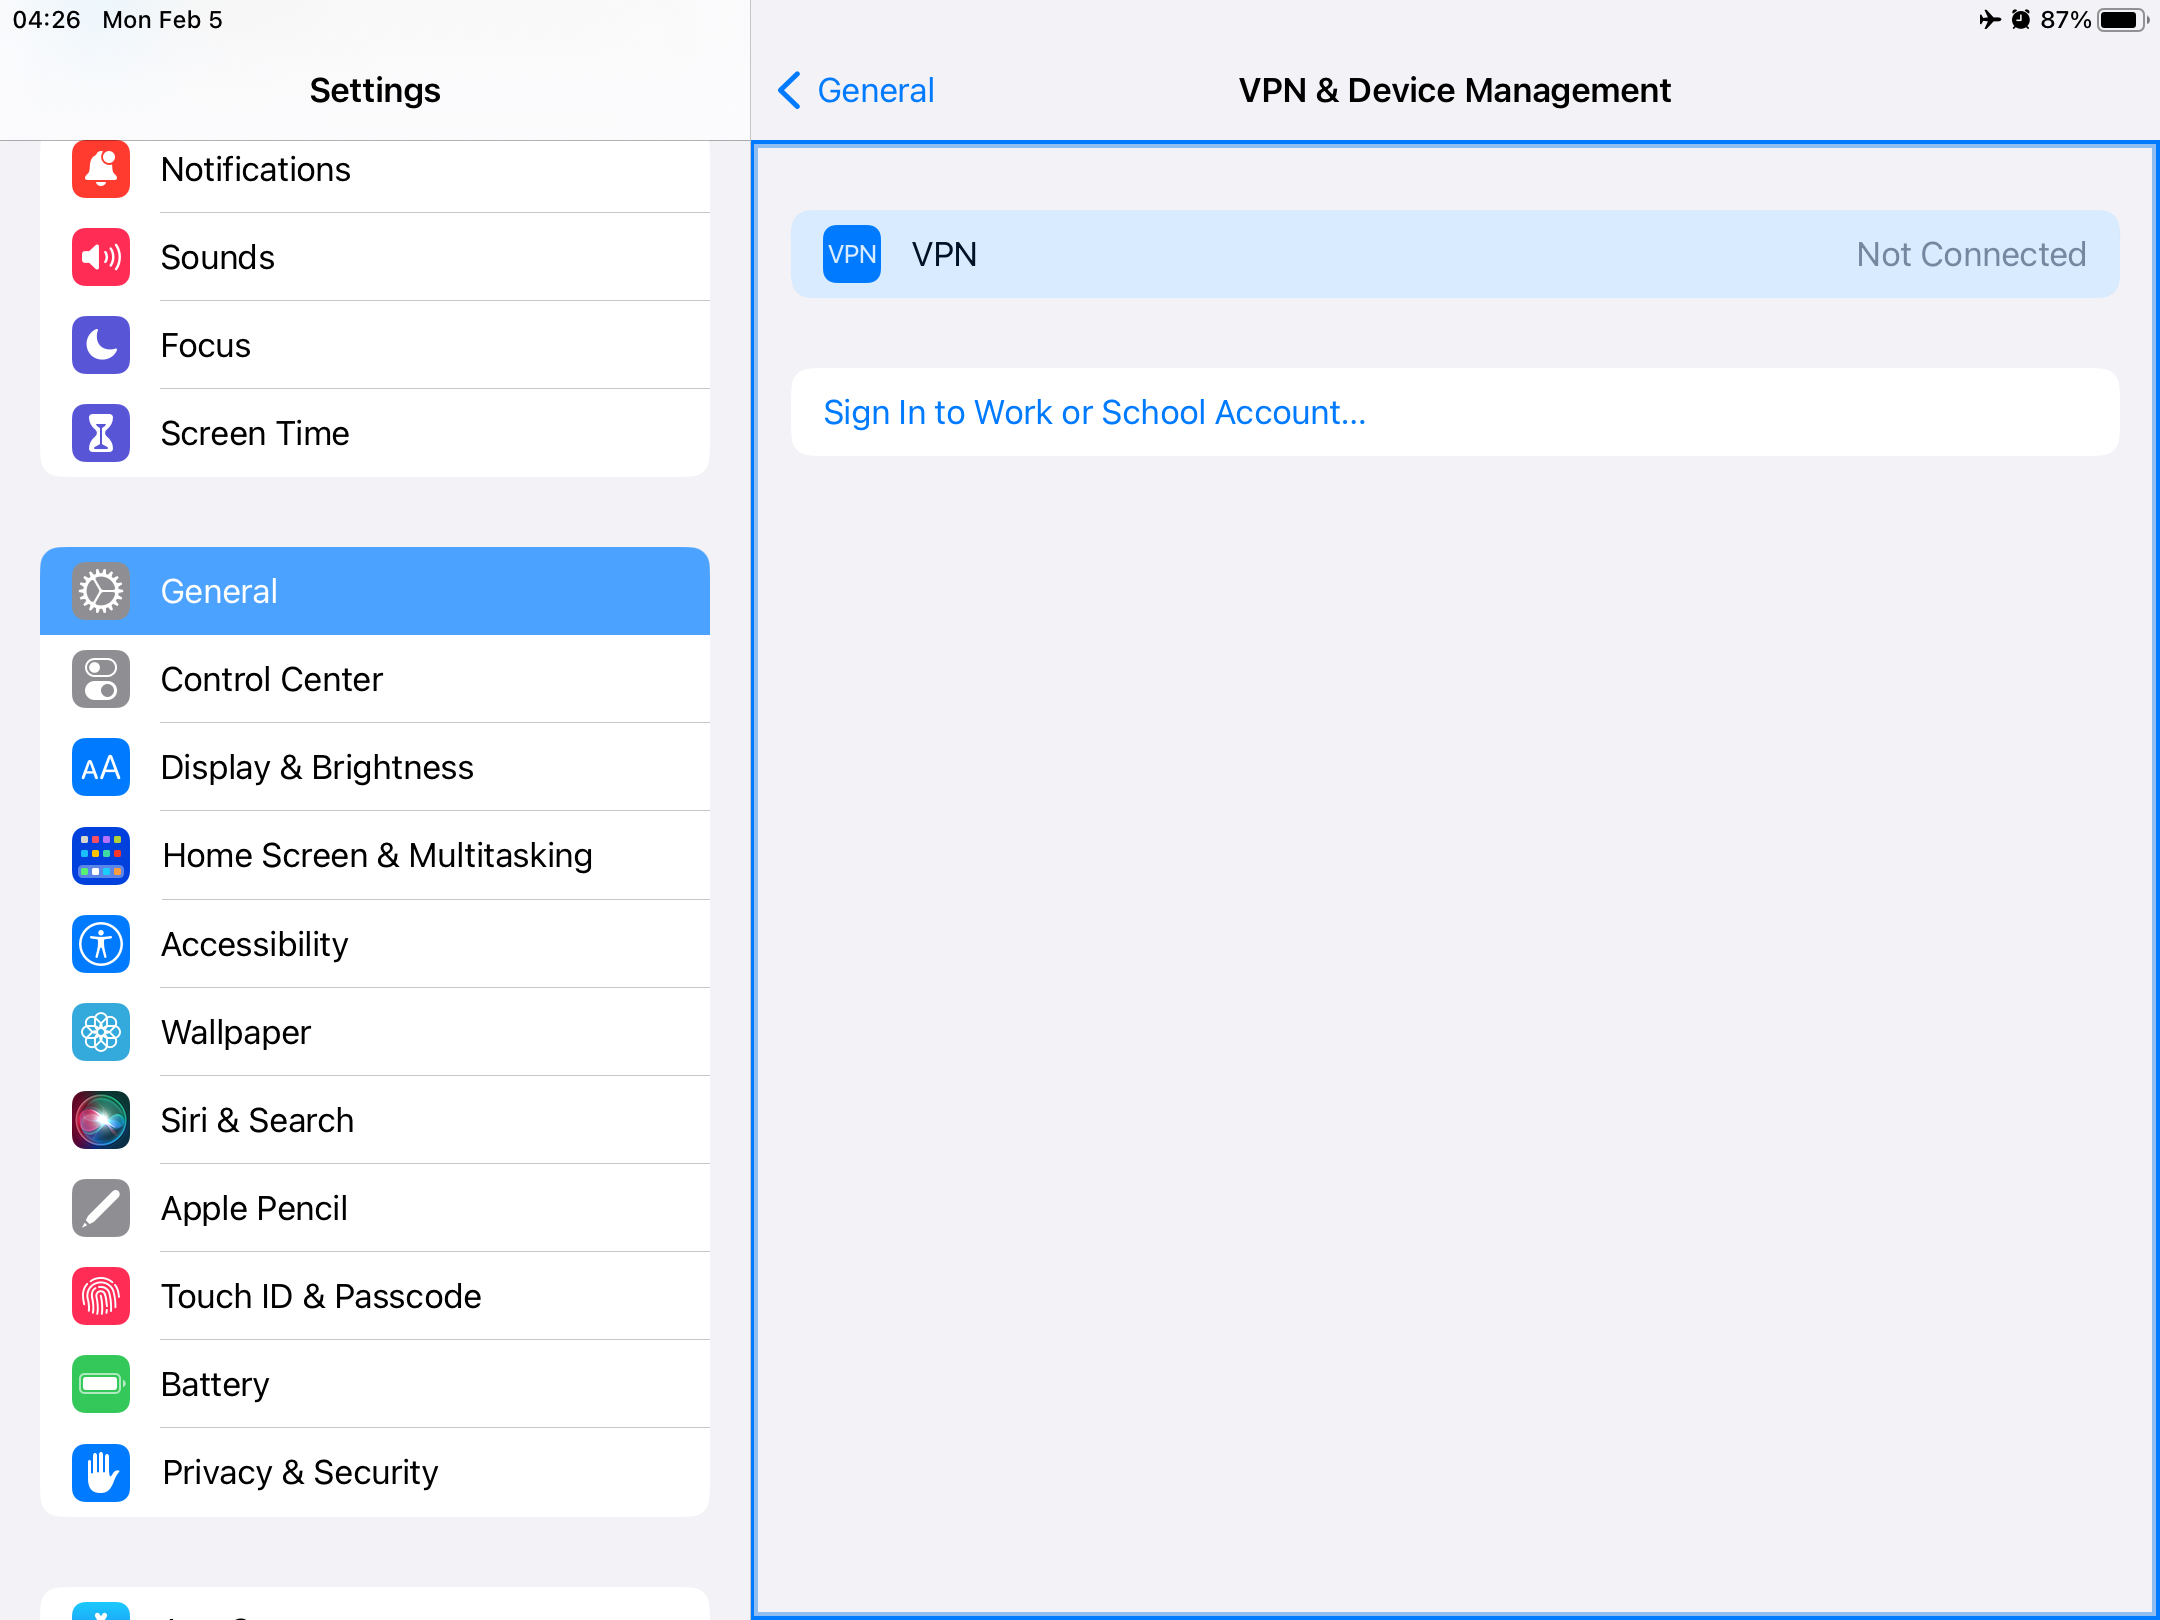 04:26 Mon Feb 5
87%
Settings
Notifications
Sounds
Focus
Screen Time
General
Control Center
AA Display & Brightness
Home Screen & Multitasking
Accessibility
Wallpaper
Siri & Search
Apple Pencil
Touch ID & Passcode
Battery
Privacy & Security
General
VPN & Device Management
VPN VPN Not Connected
Sign In to Work or School Account...